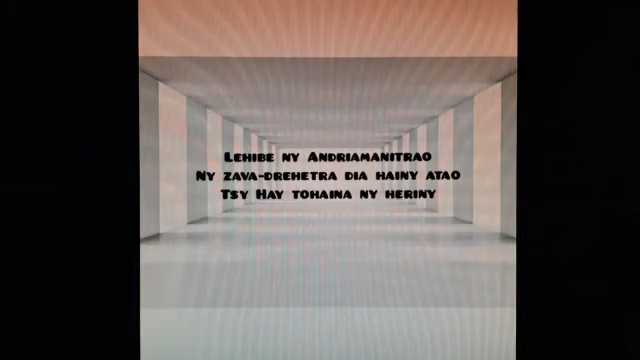 Lehibe ny Andriamanitrao
Ny zava-drehetra dia hainy atao
Tsy Hay tohaina ny heriny